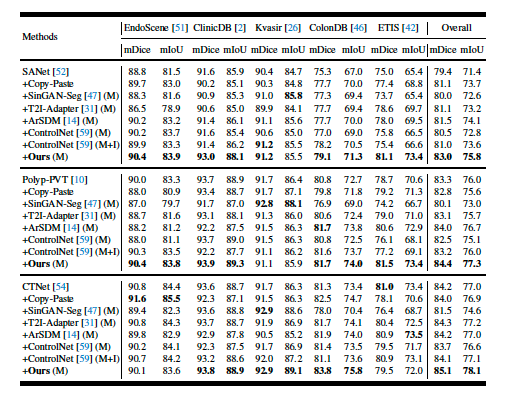 Methods EndoScene [51] ClinicDB [2] Kvasir [26] ColonDB [46] ETIS [42] Overall
mDice mIoU mDice mIoU mDice mIoU mDice mIoU mDice mIoU mDice mIoU
SANet [52] 88.8 81.5 91.6 85.9 90.4 84.7 75.3 67.0 75.0 65.4 79.4 71.4
+Copy-Paste 89.7 83.0 90.2 85.1 90.3 84.8 77.7 70.0 77.4 68.8 81.1 73.7
+SinGAN-Seg [47] (M) 88.3 81.6 90.9 85.3 91.0 85.8 77.3 69.4 73.7 65.4 80.0 72.6
+T2I-Adapter [31] (M) 86.5 78.9 90.6 85.0 89.9 84.1 77.7 69.4 78.6 69.7 81.1 73.2
+ArSDM [14] (M) 90.2 83.2 91.4 86.1 91.1 85.6 77.7 70.0 78.0 69.5 81.5 74.1
+ControlNet [59] (M) 90.2 83.7 91.6 85.4 90.6 85.0 77.0 69.0 75.8 66.5 80.5 72.8
+ControlNet [59] (M+I) 89.9 83.3 91.4 86.2 91.2 85.5 78.2 70.5 75.4 66.6 81.0 73.6
+Ours (M) 90.4 83.9 93.0 88.1 91.2 85.5 79.1 71.3 81.1 73.4 83.0 75.8
Polyp-PVT [10] 90.0 83.3 93.7 88.9 91.7 86.4 80.8 72.7 78.7 70.6 83.3 76.0
+Copy-Paste 88.0 80.9 93.4 88.7 91.7 87.1 79.8 71.8 79.2 71.3 82.8 75.6
+SinGAN-Seg [47] (M) 87.0 79.7 91.7 87.0 92.8 88.1 76.9 69.0 74.2 66.7 80.1 73.0
+T2I-Adapter [31] (M) 88.7 81.6 93.1 88.1 91.3 86.0 80.6 72.4 79.0 71.0 83.1 75.7
+ArSDM [14] (M) 88.2 81.2 92.2 87.5 91.5 86.3 81.7 73.8 80.6 72.9 84.0 76.7
+ControlNet [59] (M) 88.0 81.1 93.7 89.0 91.5 86.3 80.8 72.5 76.1 68.1 82.5 75.1
+ControlNet [59] (M+I) 90.3 83.5 92.2 87.7 91.1 86.2 81.6 73.7 77.2 69.1 83.2 76.0
+Ours (M) 90.4 83.8 93.9 89.3 91.1 85.9 81.7 74.0 81.5 73.4 84.4 77.3
CTNet [54] 90.8 84.4 93.6 88.7 91.7 86.3 81.3 73.4 81.0 73.4 84.2 77.0
+Copy-Paste 91.6 85.5 92.3 87.1 91.5 86.3 82.5 74.7 78.1 70.6 84.0 76.9
+SinGAN-Seg [47] (M) 89.4 82.3 93.6 88.8 92.9 88.6 78.0 70.4 76.4 68.7 81.5 74.6
+T2I-Adapter [31] (M) 90.8 84.3 93.7 88.7 91.9 86.9 81.7 74.1 80.4 72.5 84.3 77.2
+ArSDM [14] (M) 89.8 82.9 92.9 87.8 90.5 85.2 81.9 74.0 80.9 73.5 84.2 77.0
+ControlNet [59] (M) 90.2 84.1 92.3 87.5 91.7 86.9 81.4 73.5 79.5 71.7 83.7 76.6
+ControlNet [59] (M+I) 90.7 84.2 93.2 88.6 92.0 87.2 81.1 73.6 80.9 73.1 84.1 77.1
+Ours (M) 90.1 83.6 93.8 88.9 92.9 89.1 83.8 75.8 79.5 72.0 85.1 78.1